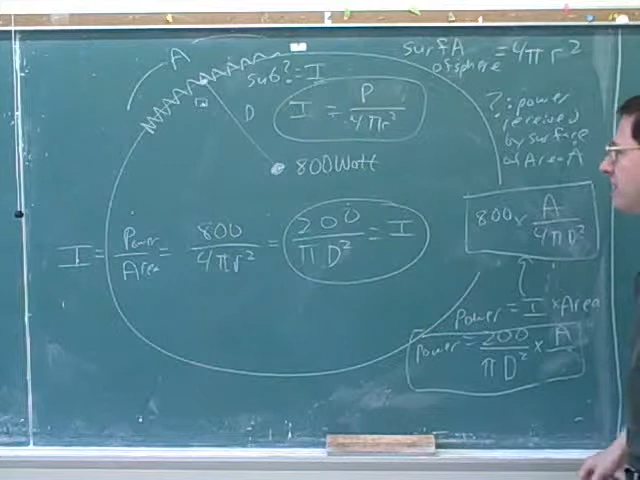 A
sub?: I
D
I = P / 4πr²
800 Watt
surfA of sphere = 4πr²
?: power
received
by surface
of Area A
800 × A / 4πD²
I = Power / Area = 800 / 4πr² = 200 / πD² = I
Power = I × Area
Power = 200 / πD² × A